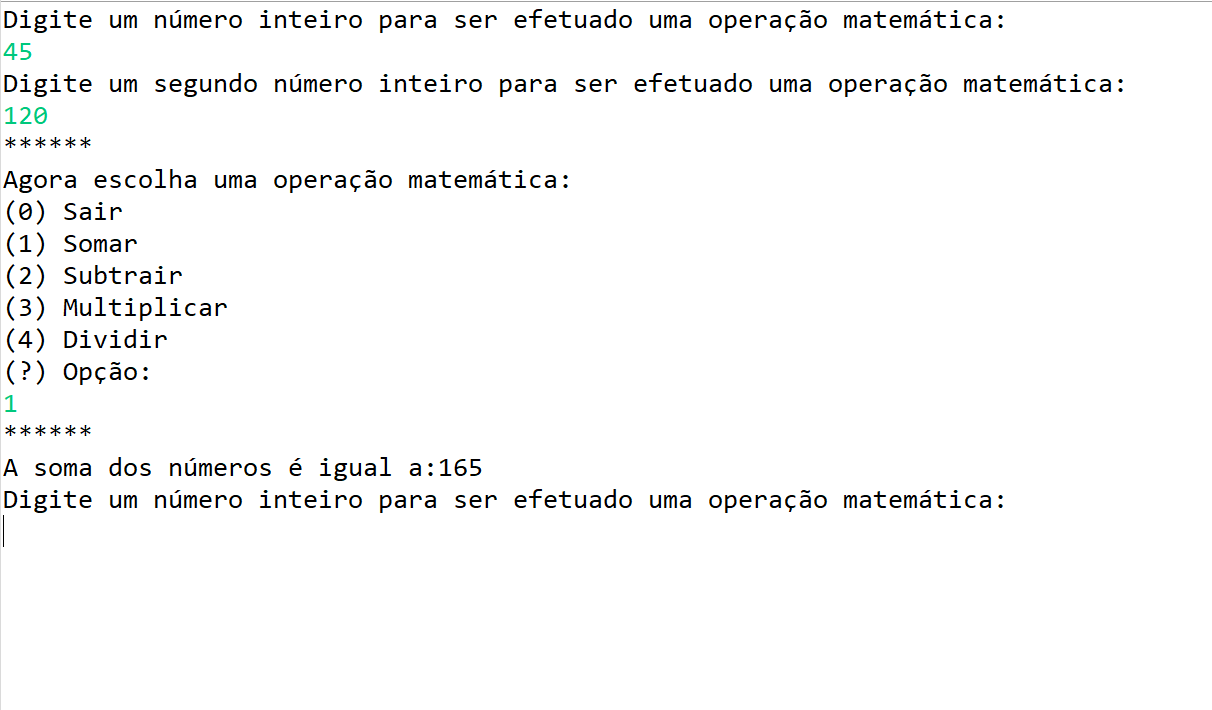 Digite um número inteiro para ser efetuado uma operação matemática:
45
Digite um segundo número inteiro para ser efetuado uma operação matemática:
120
******
Agora escolha uma operação matemática:
(0) Sair
(1) Somar
(2) Subtrair
(3) Multiplicar
(4) Dividir
(?) Opção:
1
******
A soma dos números é igual a:165
Digite um número inteiro para ser efetuado uma operação matemática: